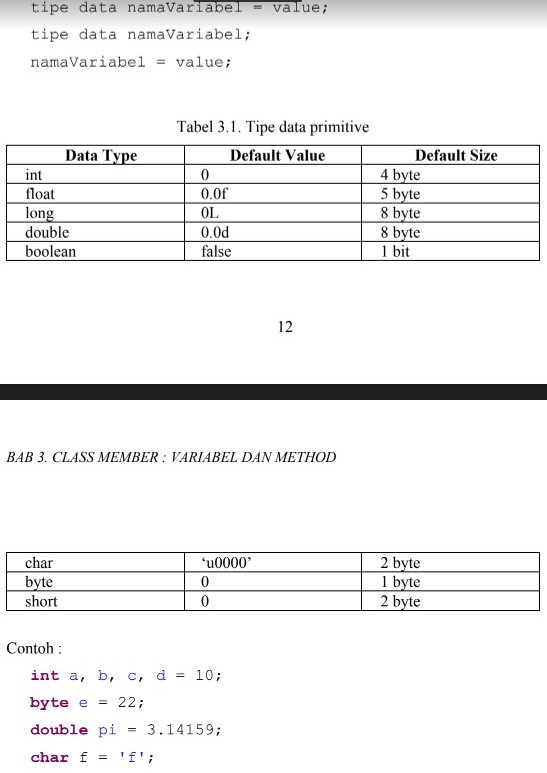 tipe data namaVariabel = value;
tipe data namaVariabel;
namaVariabel = value;
Tabel 3.1. Tipe data primitive
Data Type Default Value Default Size
int 0 4 byte
float 0.0f 5 byte
long 0L 8 byte
double 0.0d 8 byte
boolean false 1 bit
12
BAB 3. CLASS MEMBER : VARIABEL DAN METHOD
char ‘u0000’ 2 byte
byte 0 1 byte
short 0 2 byte
Contoh :
int a, b, c, d = 10;
byte e = 22;
double pi = 3.14159;
char f = 'f';